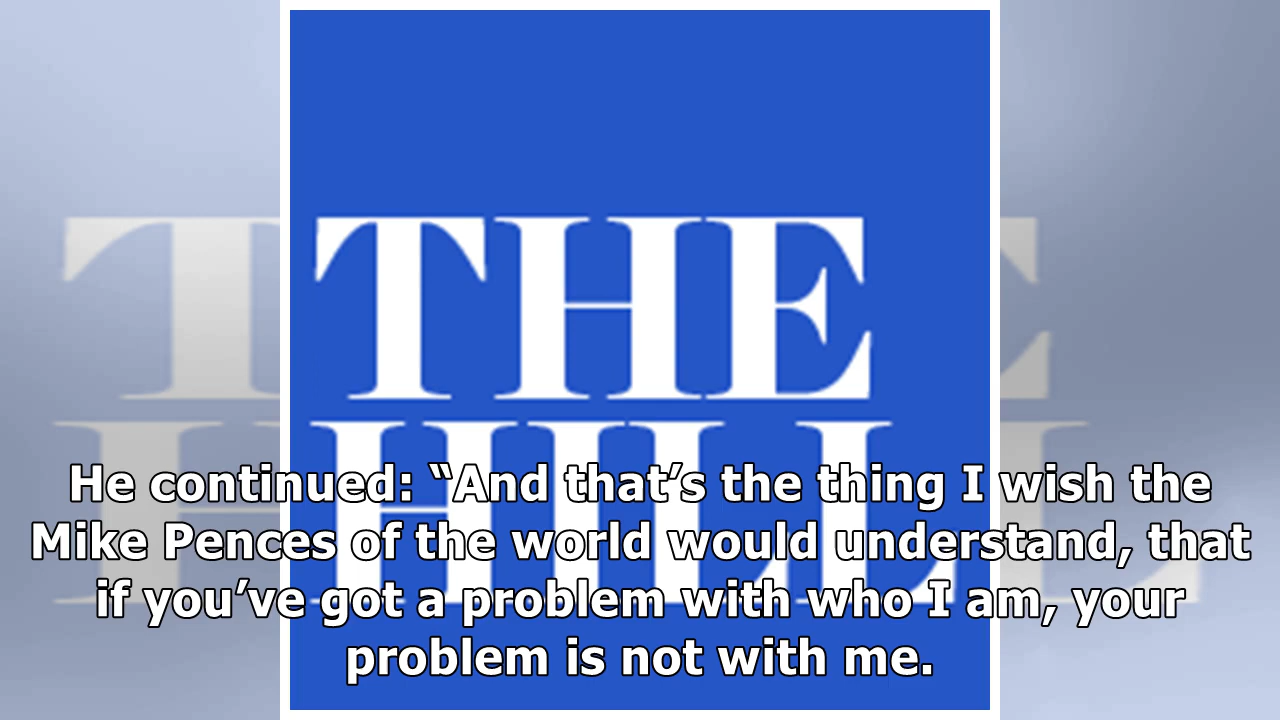 THE
HILL
He continued: “And that’s the thing I wish the
Mike Pences of the world would understand, that
if you’ve got a problem with who I am, your
problem is not with me.